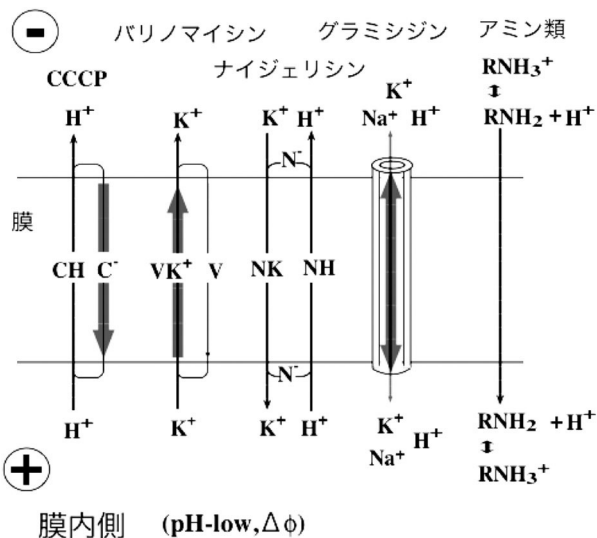 -
バリノマイシン グラミシジン アミン類
ナイジェリシン
CCCP
RNH₃⁺
⇕
RNH₂ +H⁺
H⁺ K⁺ K⁺ H⁺
K⁺
Na⁺ H⁺
N⁻
膜
CH C⁻ VK⁺ V NK NH
N⁻
H⁺ K⁺ K⁺ H⁺
K⁺
H⁺
Na⁺
RNH₂ +H⁺
⇕
RNH₃⁺
+
膜内側 (pH-low,Δϕ)